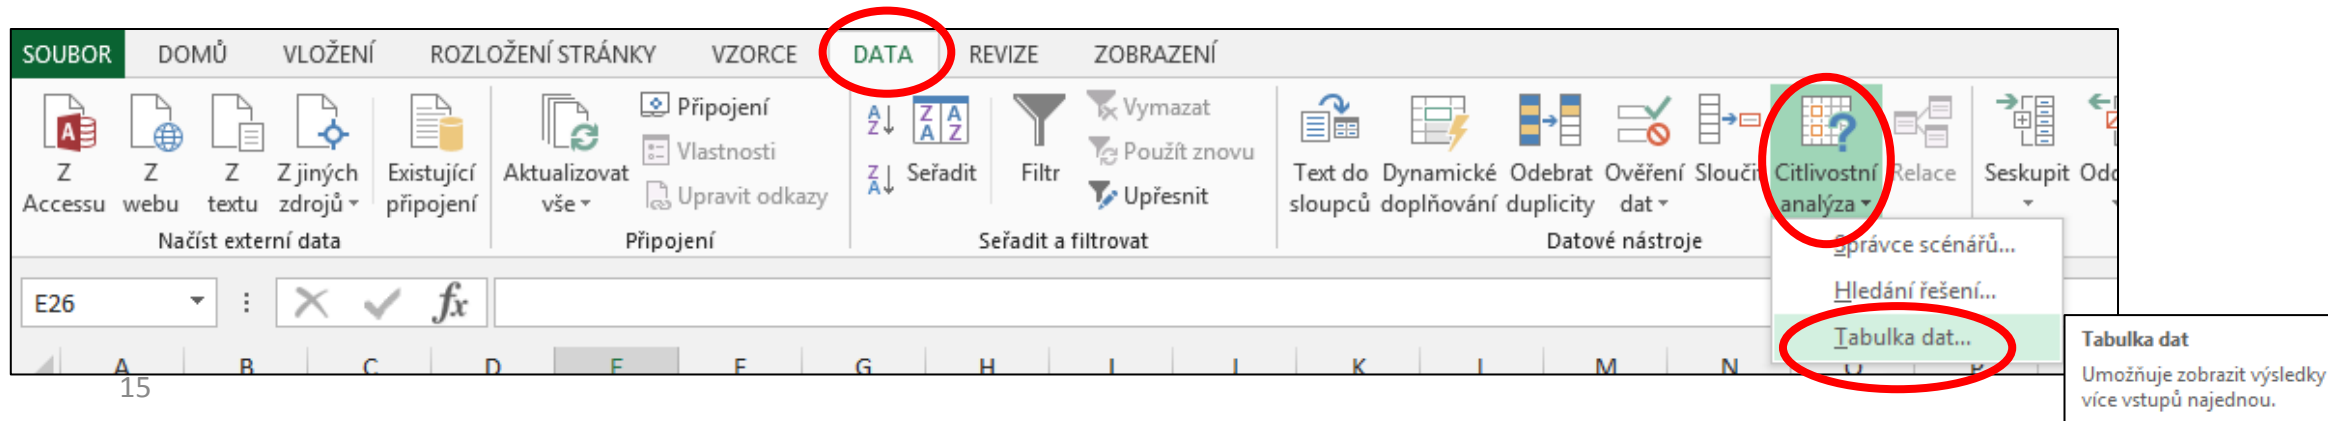 SOUBOR DOMŮ VLOŽENÍ ROZLOŽENÍ STRÁNKY VZORCE DATA REVIZE ZOBRAZENÍ
Z Accessu
Z webu
Z textu
Z jiných zdrojů
Existující připojení
Načíst externí data
Aktualizovat vše
Připojení
Vlastnosti
Upravit odkazy
Připojení
Seřadit
Filtr
Vymazat
Použít znovu
Upřesnit
Seřadit a filtrovat
Text do sloupců
Dynamické doplňování
Odebrat duplicity
Ověření dat
Citlivostní analýza
Relace
Seskupit
Datové nástroje
Správce scénářů...
Hledání řešení...
Tabulka dat...
Tabulka dat
Umožňuje zobrazit výsledky
více vstupů najednou.
E26
fx
A B C D E F G H I J K L M N O P
15